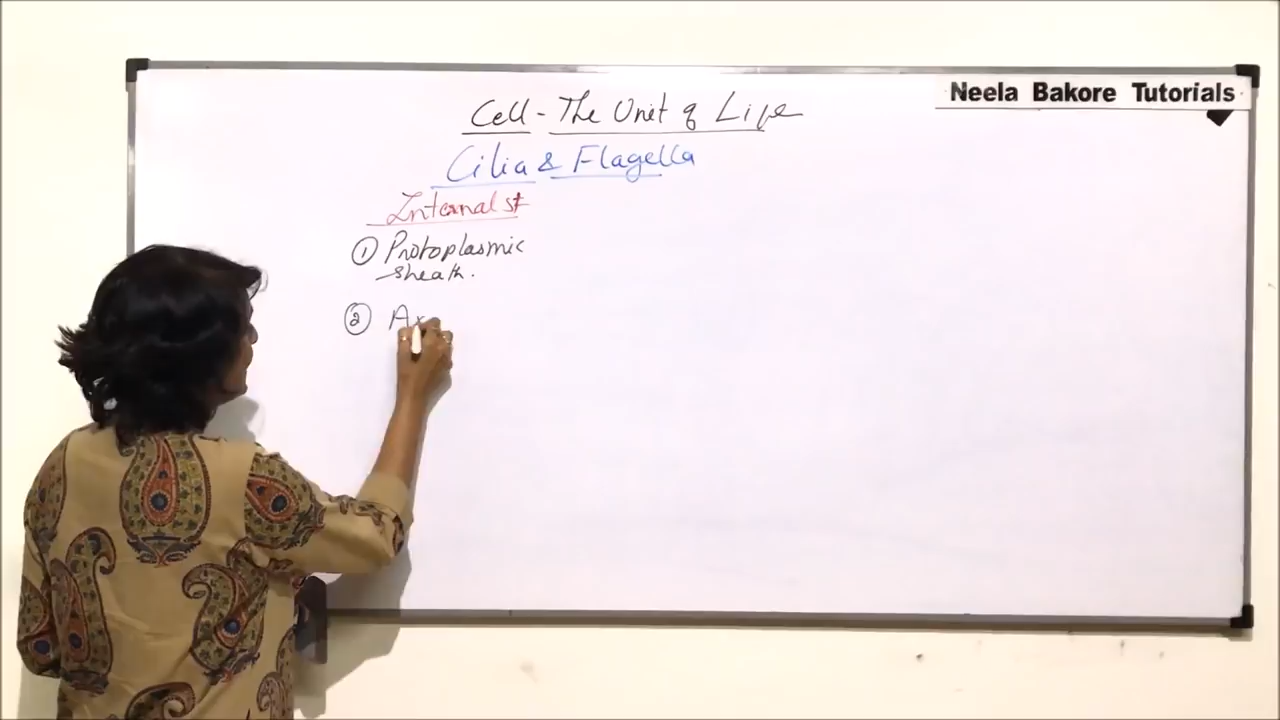 Neela Bakore Tutorials
Cell - The Unit of Life
Cilia & Flagella
Internal st
① Protoplasmic
sheath.
② Ax